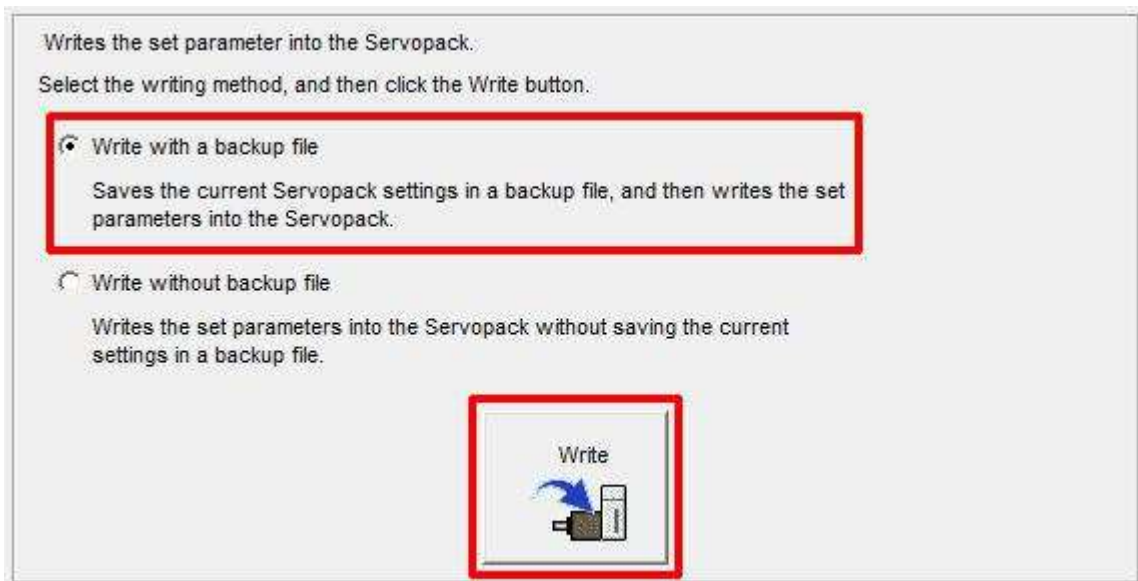 Writes the set parameter into the Servopack.
Select the writing method, and then click the Write button.
Write with a backup file
Saves the current Servopack settings in a backup file, and then writes the set
parameters into the Servopack.
Write without backup file
Writes the set parameters into the Servopack without saving the current
settings in a backup file.
Write